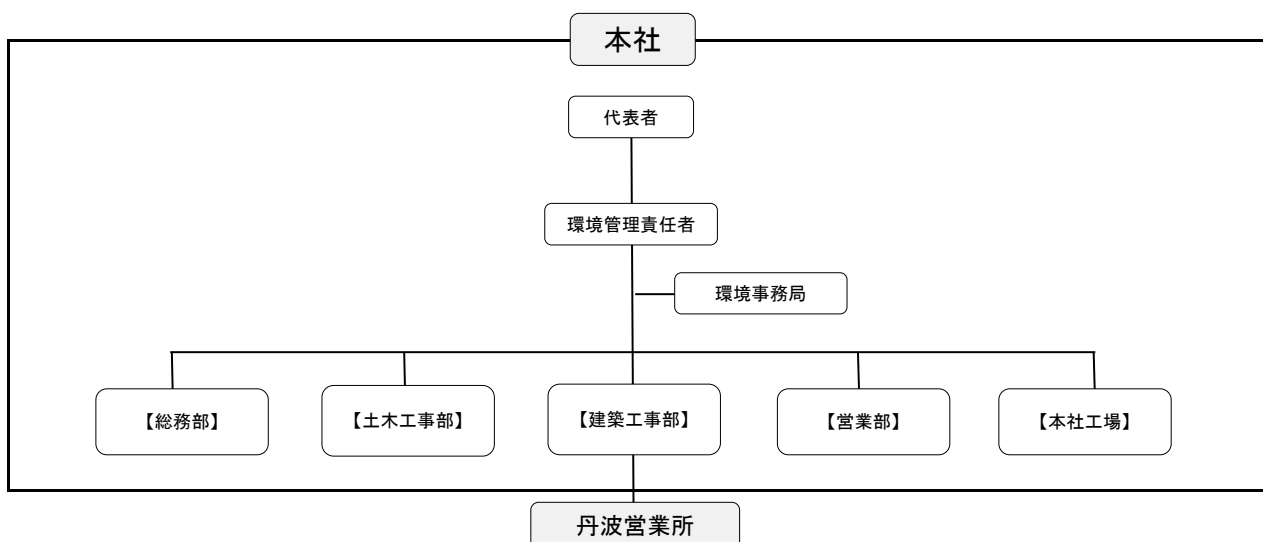 本社
代表者
環境管理責任者
環境事務局
【総務部】
【土木工事部】
【建築工事部】
【営業部】
【本社工場】
丹波営業所